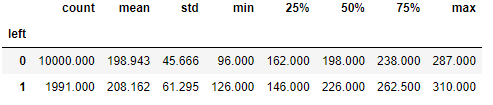 count mean std min 25% 50% 75% max
left
0 10000.000 198.943 45.666 96.000 162.000 198.000 238.000 287.000
1 1991.000 208.162 61.295 126.000 146.000 226.000 262.500 310.000